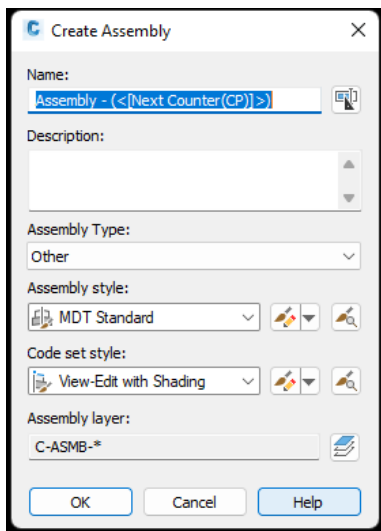 Create Assembly
Name:
Assembly - (<[Next Counter(CP)]>)
Description:
Assembly Type:
Other
Assembly style:
MDT Standard
Code set style:
View-Edit with Shading
Assembly layer:
C-ASMB-*
OK Cancel Help